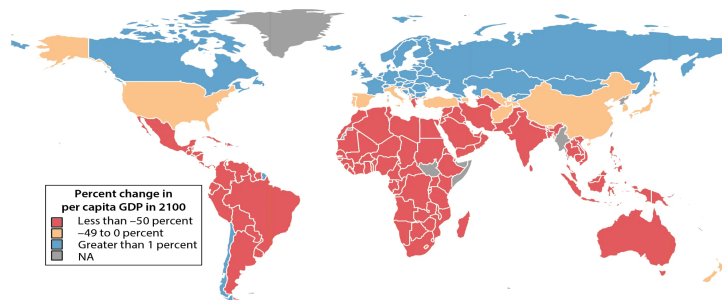 Percent change in
per capita GDP in 2100
Less than –50 percent
–49 to 0 percent
Greater than 1 percent
NA